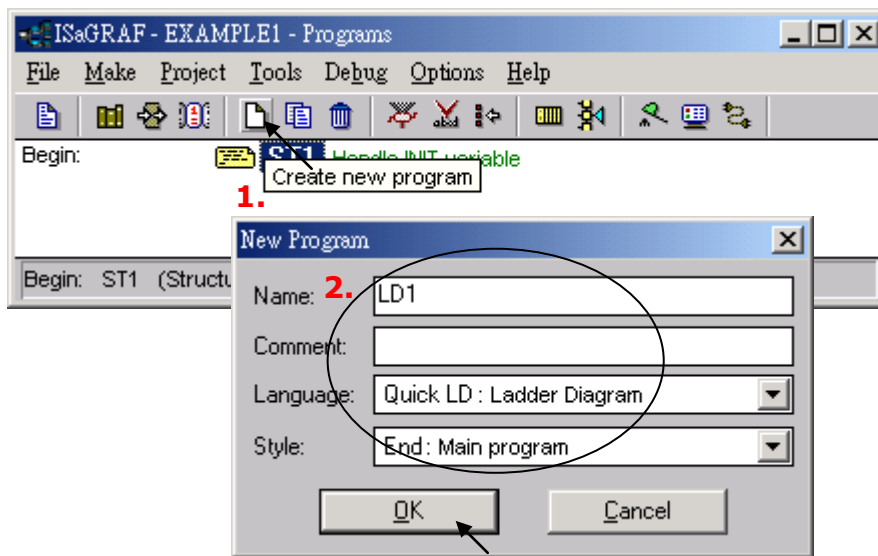 ISaGRAF - EXAMPLE1 - Programs
File Make Project Tools Debug Options Help
Begin: ST1 Handle INIT variable
Create new program
1.
New Program
Begin: ST1 (Structu
Name: 2. LD1
Comment:
Language: Quick LD : Ladder Diagram
Style: End : Main program
OK Cancel